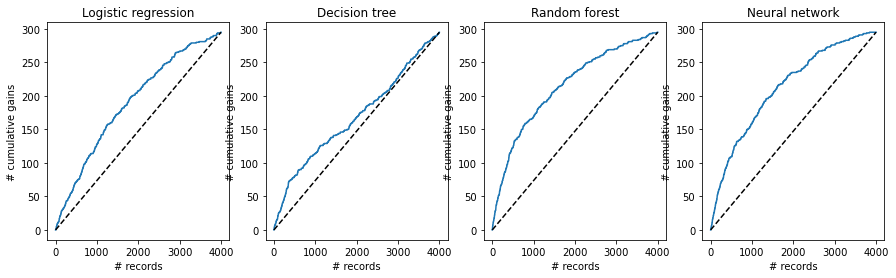 Logistic regression
# cumulative gains
300
250
200
150
100
50
0
0 1000 2000 3000 4000
# records
Decision tree
# cumulative gains
300
250
200
150
100
50
0
0 1000 2000 3000 4000
# records
Random forest
# cumulative gains
300
250
200
150
100
50
0
0 1000 2000 3000 4000
# records
Neural network
# cumulative gains
300
250
200
150
100
50
0
0 1000 2000 3000 4000
# records